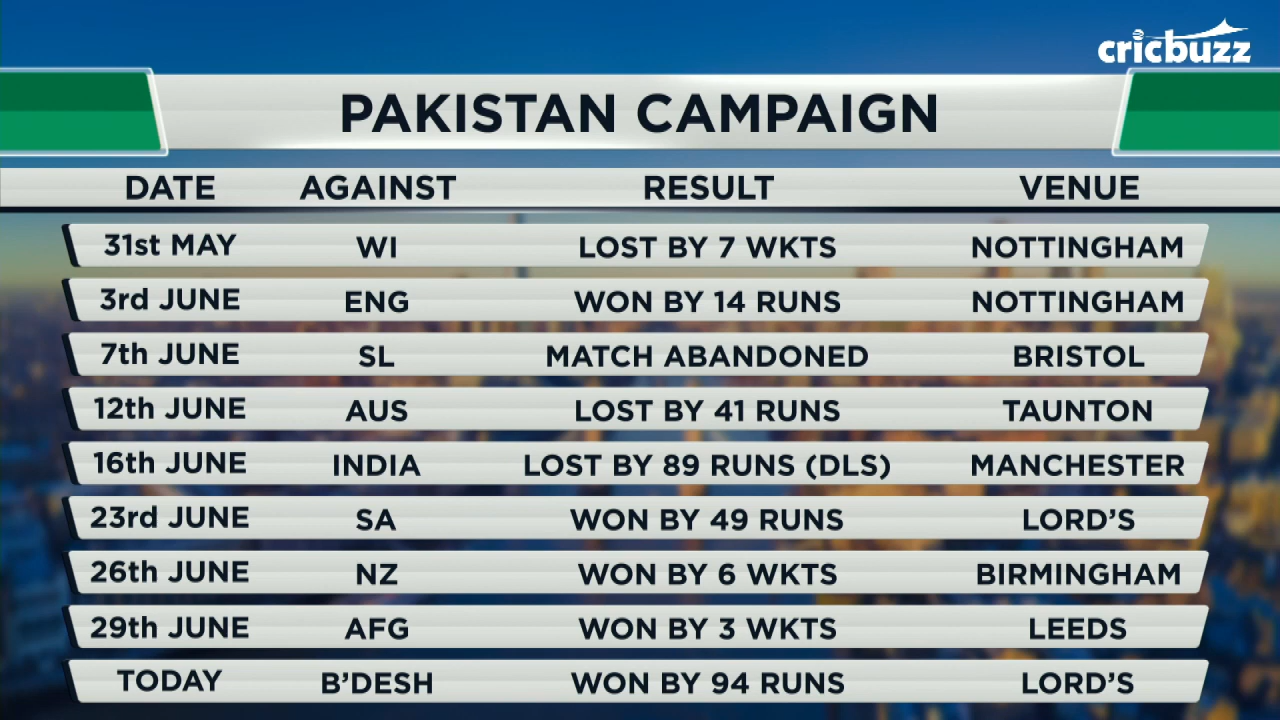 cricbuzz
PAKISTAN CAMPAIGN
DATE AGAINST RESULT VENUE
31st MAY WI LOST BY 7 WKTS NOTTINGHAM
3rd JUNE ENG WON BY 14 RUNS NOTTINGHAM
7th JUNE SL MATCH ABANDONED BRISTOL
12th JUNE AUS LOST BY 41 RUNS TAUNTON
16th JUNE INDIA LOST BY 89 RUNS (DLS) MANCHESTER
23rd JUNE SA WON BY 49 RUNS LORD'S
26th JUNE NZ WON BY 6 WKTS BIRMINGHAM
29th JUNE AFG WON BY 3 WKTS LEEDS
TODAY B'DESH WON BY 94 RUNS LORD'S